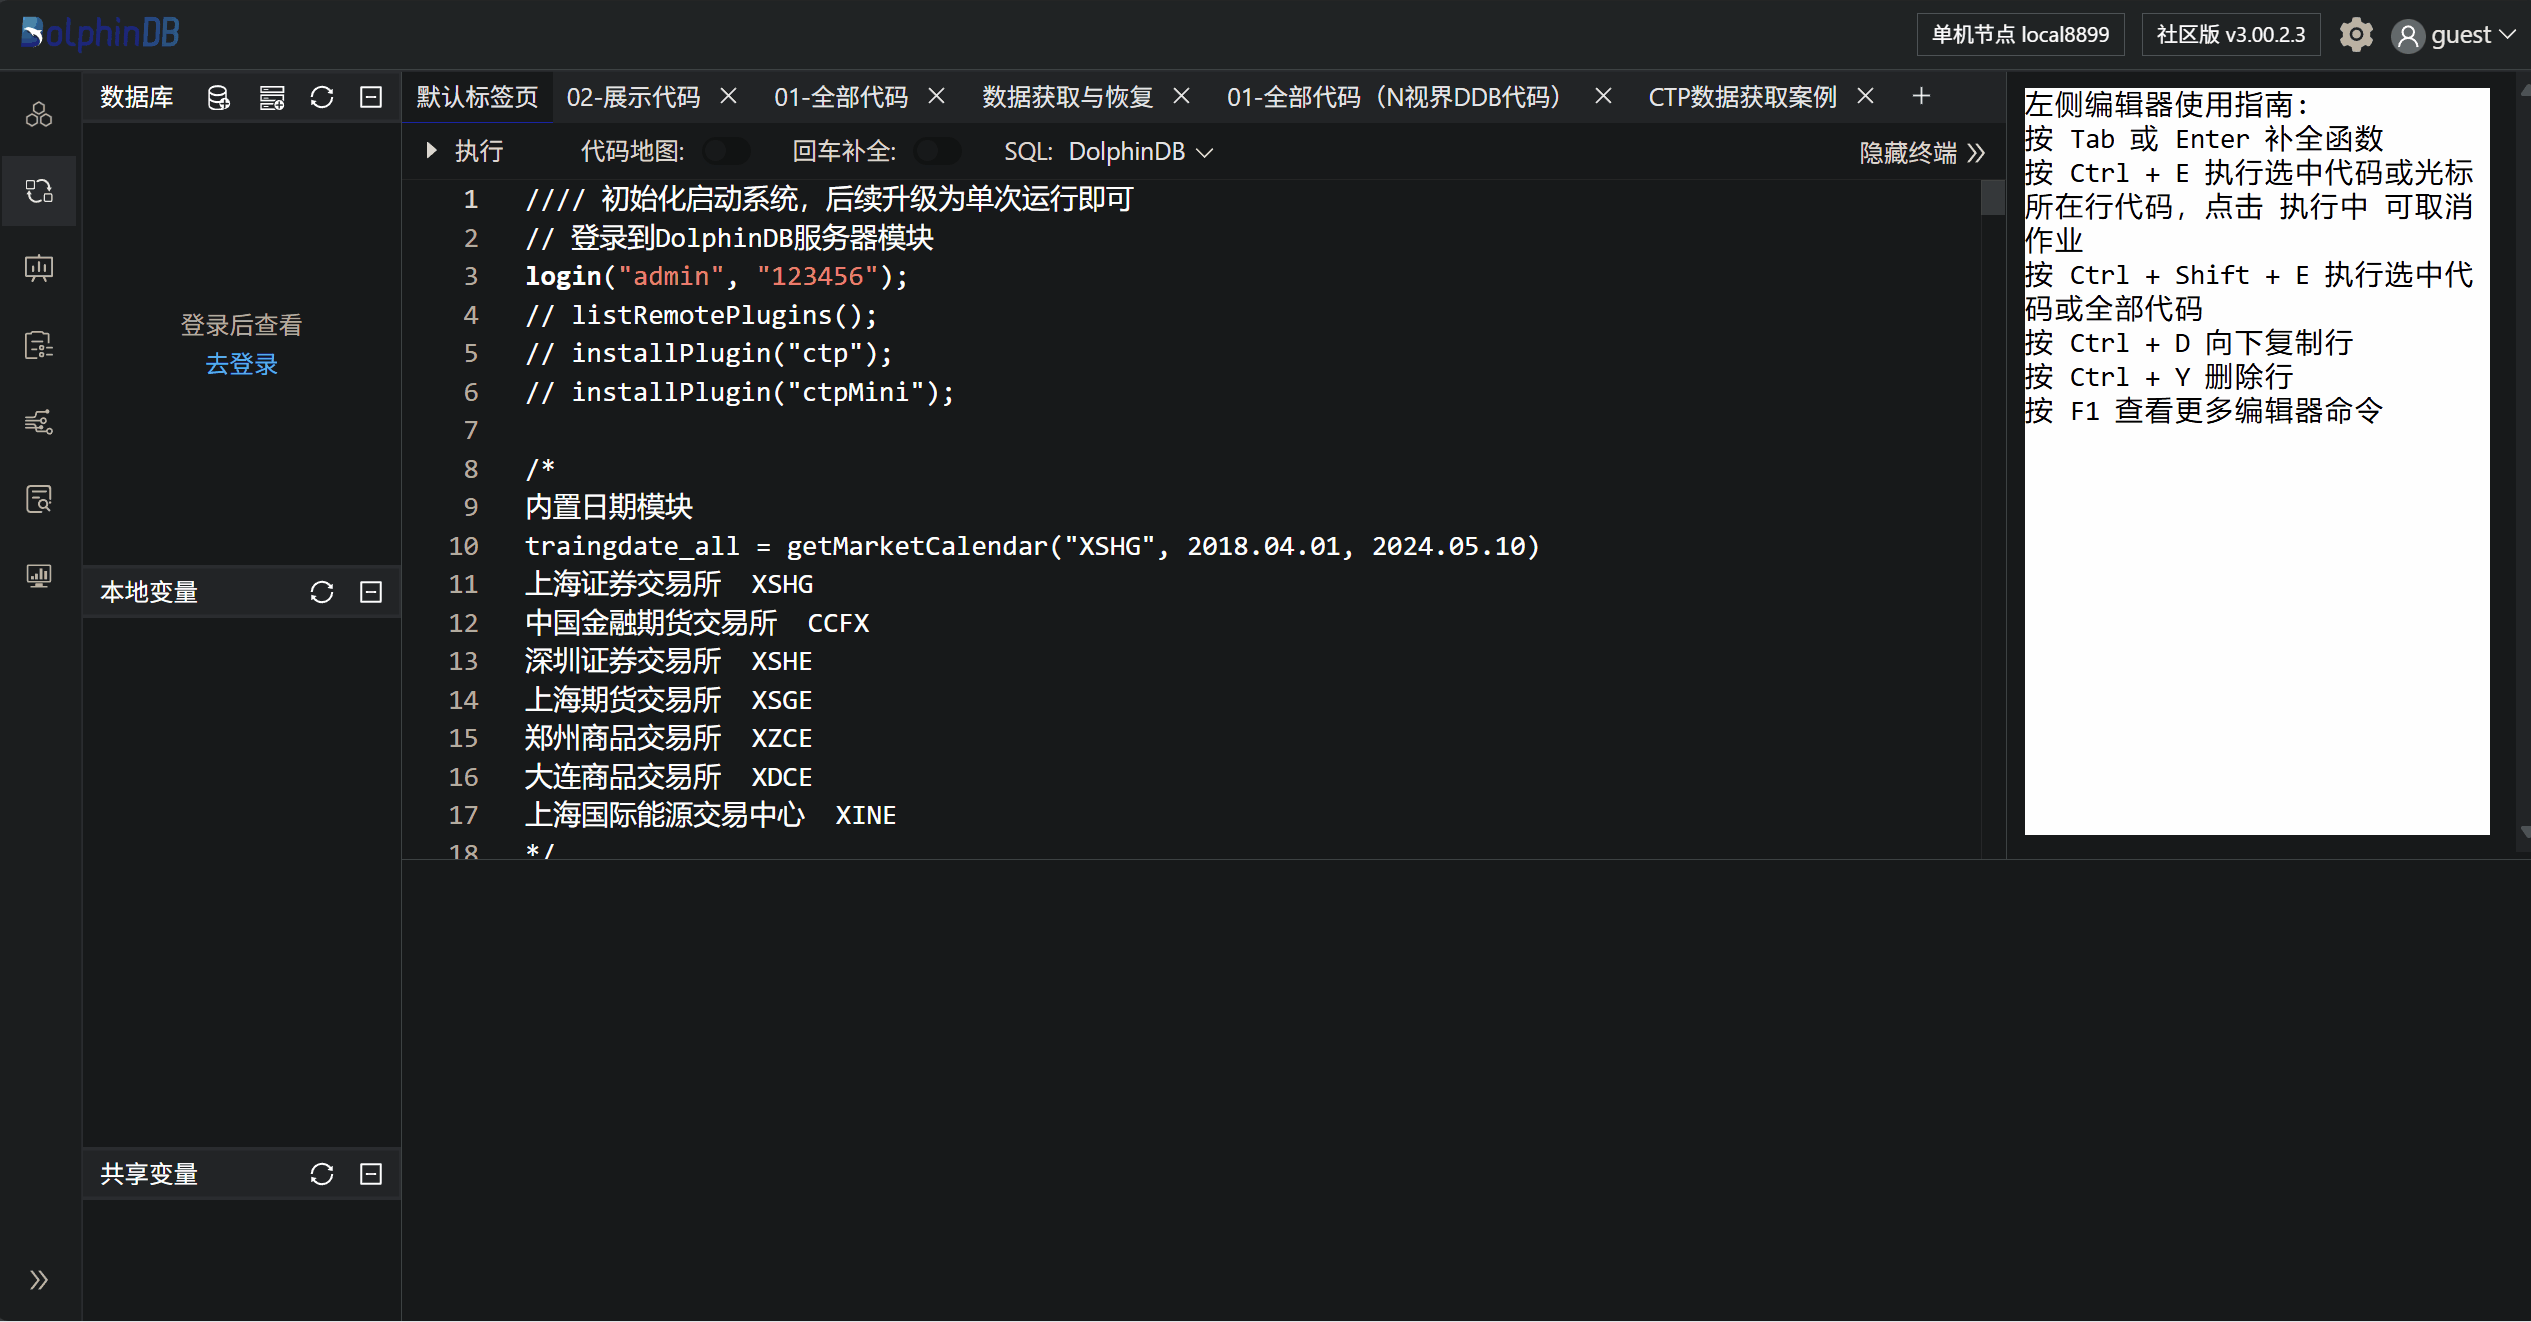 DolphinDB
单机节点 local8899
社区版 v3.00.2.3
guest
数据库
登录后查看
去登录
本地变量
共享变量
默认标签页
02-展示代码
01-全部代码
数据获取与恢复
01-全部代码（N视界DDB代码）
CTP数据获取案例
执行
代码地图:
回车补全:
SQL: DolphinDB
隐藏终端
1 //// 初始化启动系统，后续升级为单次运行即可
2 // 登录到DolphinDB服务器模块
3 login("admin", "123456");
4 // listRemotePlugins();
5 // installPlugin("ctp");
6 // installPlugin("ctpMini");
7
8 /*
9 内置日期模块
10 traingdate_all = getMarketCalendar("XSHG", 2018.04.01, 2024.05.10)
11 上海证券交易所  XSHG
12 中国金融期货交易所  CCFX
13 深圳证券交易所  XSHE
14 上海期货交易所  XSGE
15 郑州商品交易所  XZCE
16 大连商品交易所  XDCE
17 上海国际能源交易中心  XINE
18 */
左侧编辑器使用指南：
按 Tab 或 Enter 补全函数
按 Ctrl + E 执行选中代码或光标
所在行代码，点击 执行中 可取消
作业
按 Ctrl + Shift + E 执行选中代
码或全部代码
按 Ctrl + D 向下复制行
按 Ctrl + Y 删除行
按 F1 查看更多编辑器命令